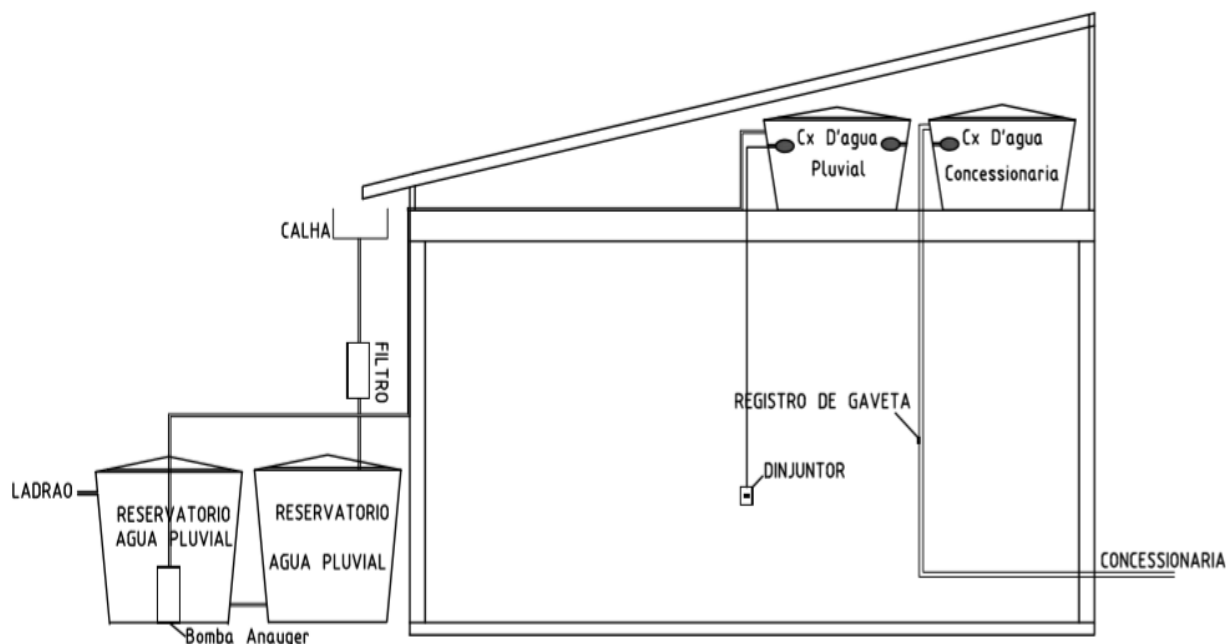 Cx D'agua
Pluvial
Cx D'agua
Concessionaria
CALHA
FILTRO
REGISTRO DE GAVETA
DINJUNTOR
LADRAO
RESERVATORIO
AGUA PLUVIAL
RESERVATORIO
AGUA PLUVIAL
CONCESSIONARIA
Bomba Anauger